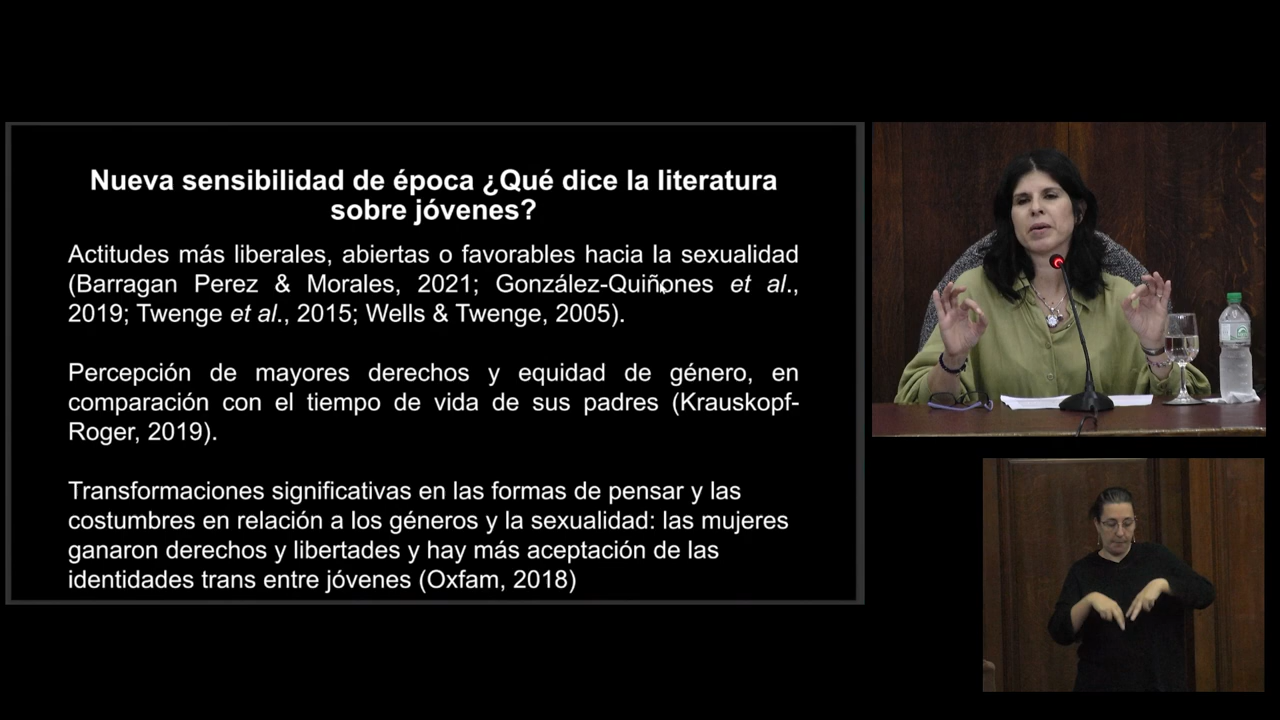 Nueva sensibilidad de época ¿Qué dice la literatura
sobre jóvenes?
Actitudes más liberales, abiertas o favorables hacia la sexualidad
(Barragan Perez & Morales, 2021; González-Quiñones et al.,
2019; Twenge et al., 2015; Wells & Twenge, 2005).
Percepción de mayores derechos y equidad de género, en
comparación con el tiempo de vida de sus padres (Krauskopf-
Roger, 2019).
Transformaciones significativas en las formas de pensar y las
costumbres en relación a los géneros y la sexualidad: las mujeres
ganaron derechos y libertades y hay más aceptación de las
identidades trans entre jóvenes (Oxfam, 2018)